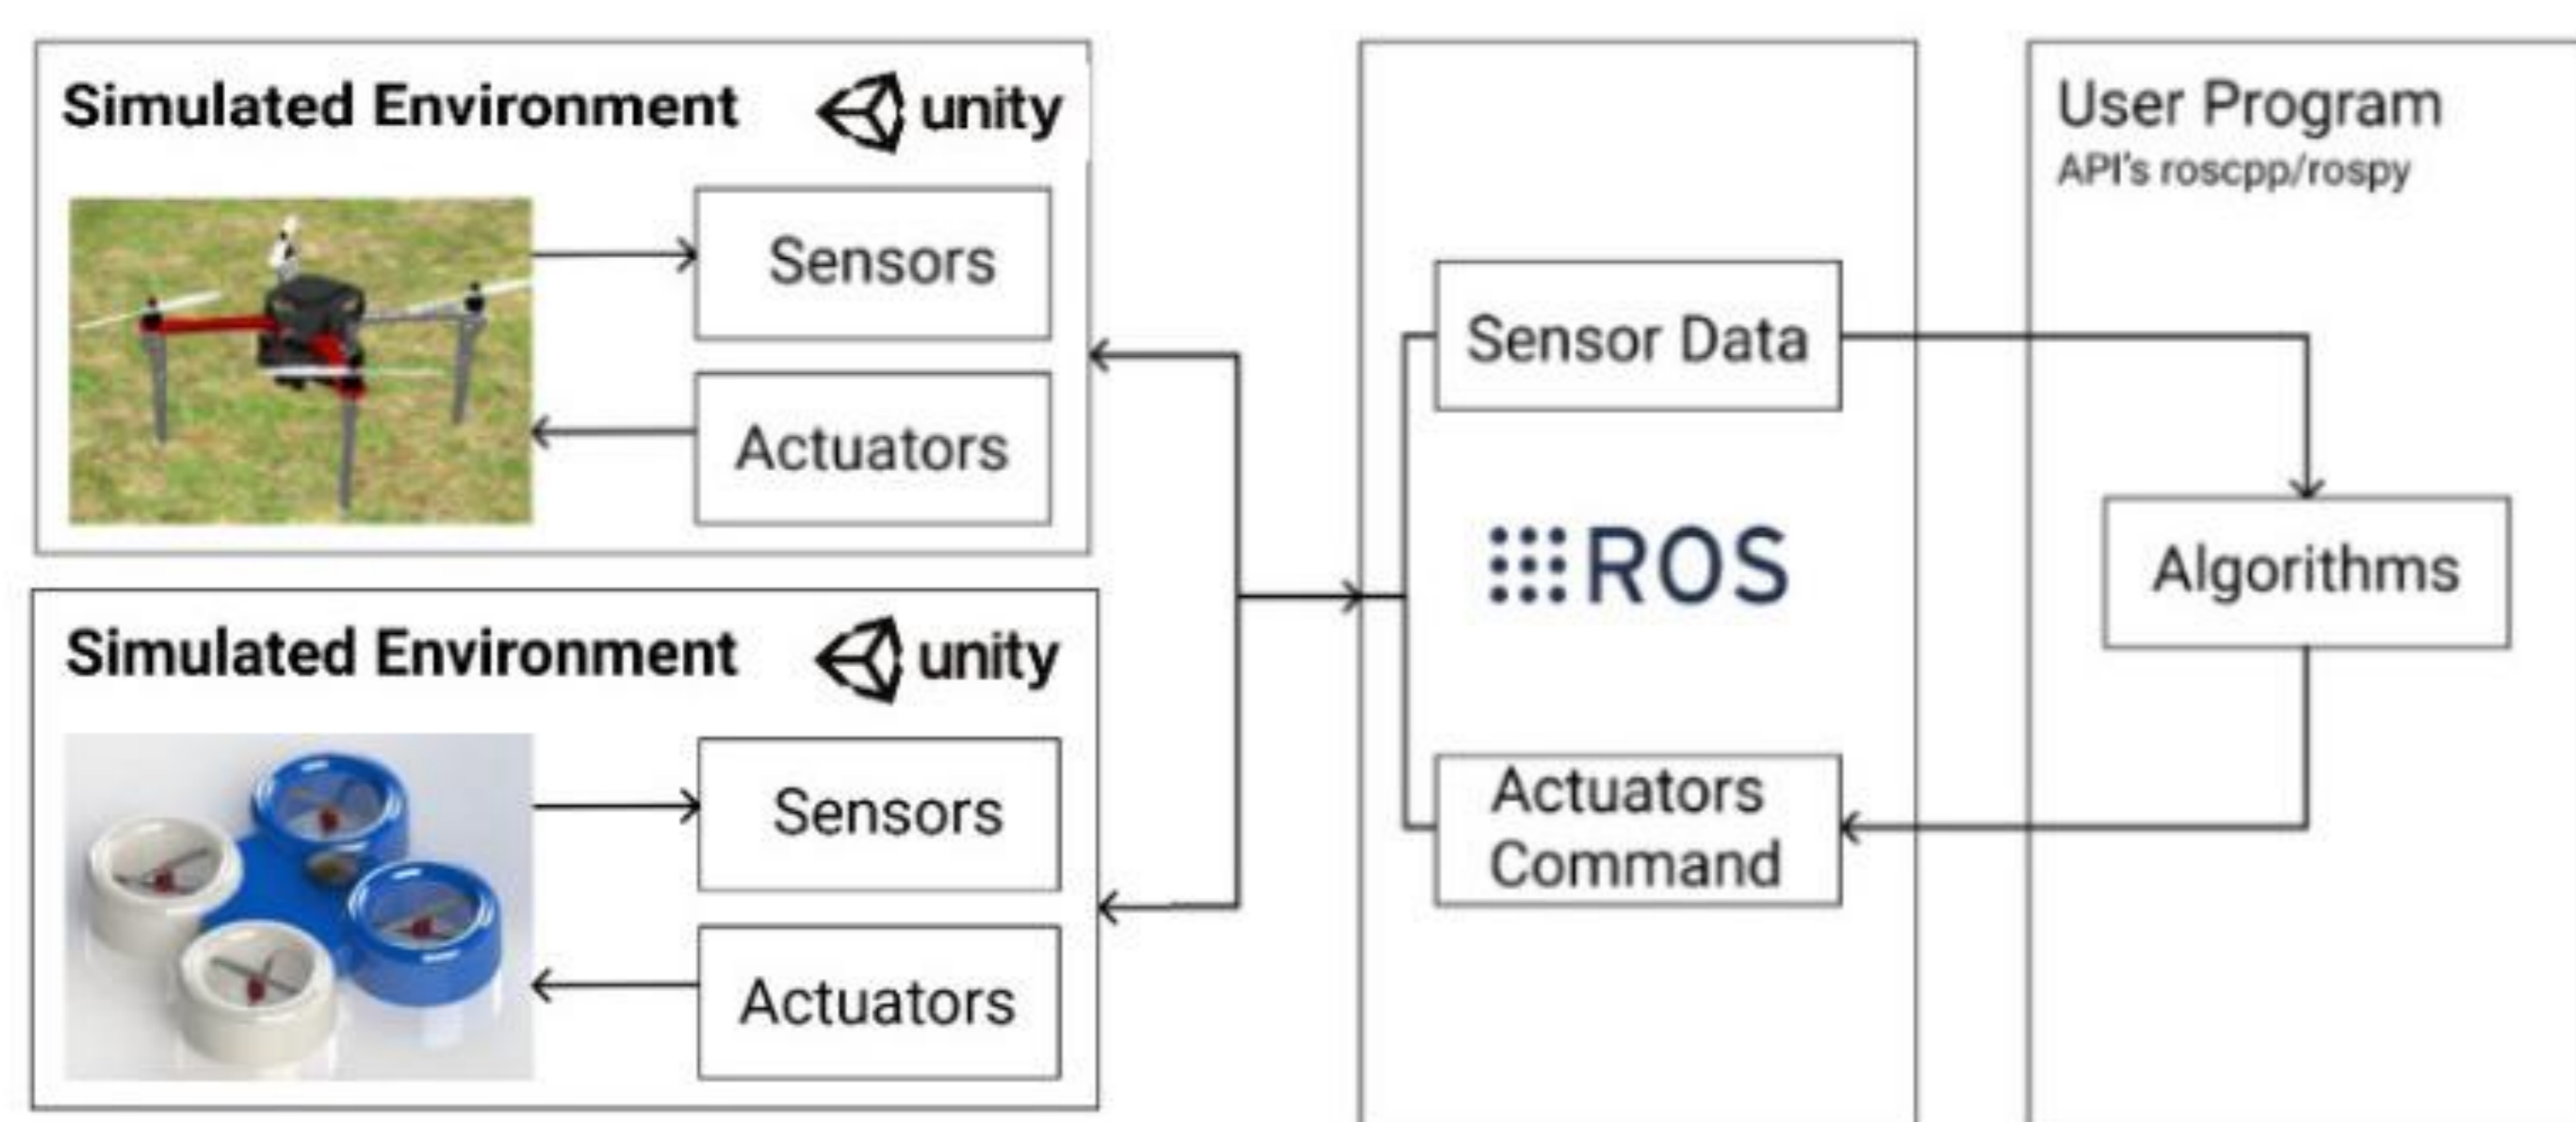 Simulated Environment unity
Sensors
Actuators
Simulated Environment unity
Sensors
Actuators
Sensor Data
ROS
Actuators
Command
User Program
API's roscpp/rospy
Algorithms